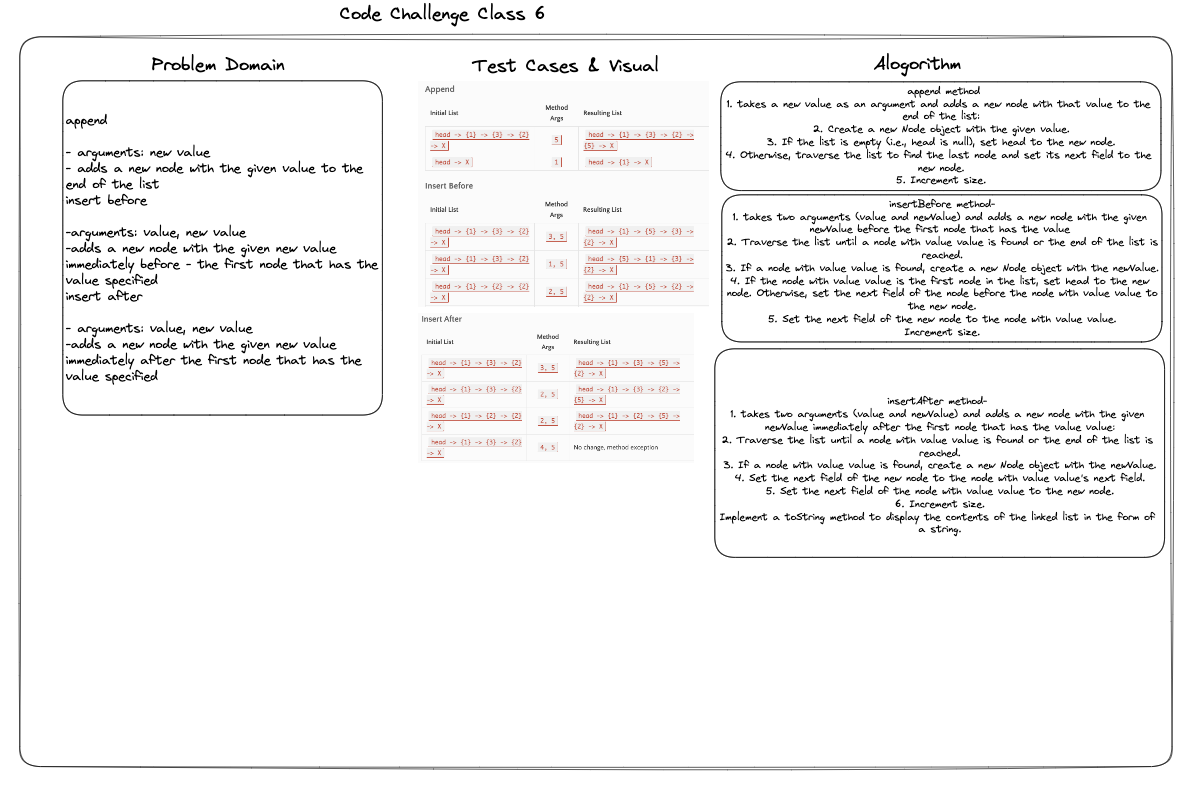 Code Challenge Class 6
Problem Domain
append
- arguments: new value
- adds a new node with the given value to the
end of the list
insert before
-arguments: value, new value
-adds a new node with the given new value
immediately before - the first node that has the
value specified
insert after
- arguments: value, new value
-adds a new node with the given new value
immediately after the first node that has the
value specified
Test Cases & Visual
Append
Initial List
Method
Args
Resulting List
head -> {1} -> {3} -> {2}
-> X
5
head -> {1} -> {3} -> {2} ->
{5} -> X
head -> X
1
head -> {1} -> X
Insert Before
Initial List
Method
Args
Resulting List
head -> {1} -> {3} -> {2}
-> X
3, 5
head -> {1} -> {5} -> {3} ->
{2} -> X
head -> {1} -> {3} -> {2}
-> X
1, 5
head -> {5} -> {1} -> {3} ->
{2} -> X
head -> {1} -> {2} -> {2}
-> X
2, 5
head -> {1} -> {5} -> {2} ->
{2} -> X
Insert After
Initial List
Method
Args
Resulting List
head -> {1} -> {3} -> {2}
-> X
3, 5
head -> {1} -> {3} -> {5} ->
{2} -> X
head -> {1} -> {3} -> {2}
-> X
2, 5
head -> {1} -> {3} -> {2} ->
{5} -> X
head -> {1} -> {2} -> {2}
-> X
2, 5
head -> {1} -> {2} -> {5} ->
{2} -> X
head -> {1} -> {3} -> {2}
-> X
4, 5
No change, method exception
Alogorithm
append method
1. takes a new value as an argument and adds a new node with that value to the
end of the list:
2. Create a new Node object with the given value.
3. If the list is empty (i.e., head is null), set head to the new node.
4. Otherwise, traverse the list to find the last node and set its next field to the
new node.
5. Increment size.
insertBefore method-
1. takes two arguments (value and newValue) and adds a new node with the given
newValue before the first node that has the value
2. Traverse the list until a node with value value is found or the end of the list is
reached.
3. If a node with value value is found, create a new Node object with the newValue.
4. If the node with value value is the first node in the list, set head to the new
node. Otherwise, set the next field of the node before the node with value value to
the new node.
5. Set the next field of the new node to the node with value value.
Increment size.
insertAfter method-
1. takes two arguments (value and newValue) and adds a new node with the given
newValue immediately after the first node that has the value value:
2. Traverse the list until a node with value value is found or the end of the list is
reached.
3. If a node with value value is found, create a new Node object with the newValue.
4. Set the next field of the new node to the node with value value's next field.
5. Set the next field of the node with value value to the new node.
6. Increment size.
Implement a toString method to display the contents of the linked list in the form of
a string.